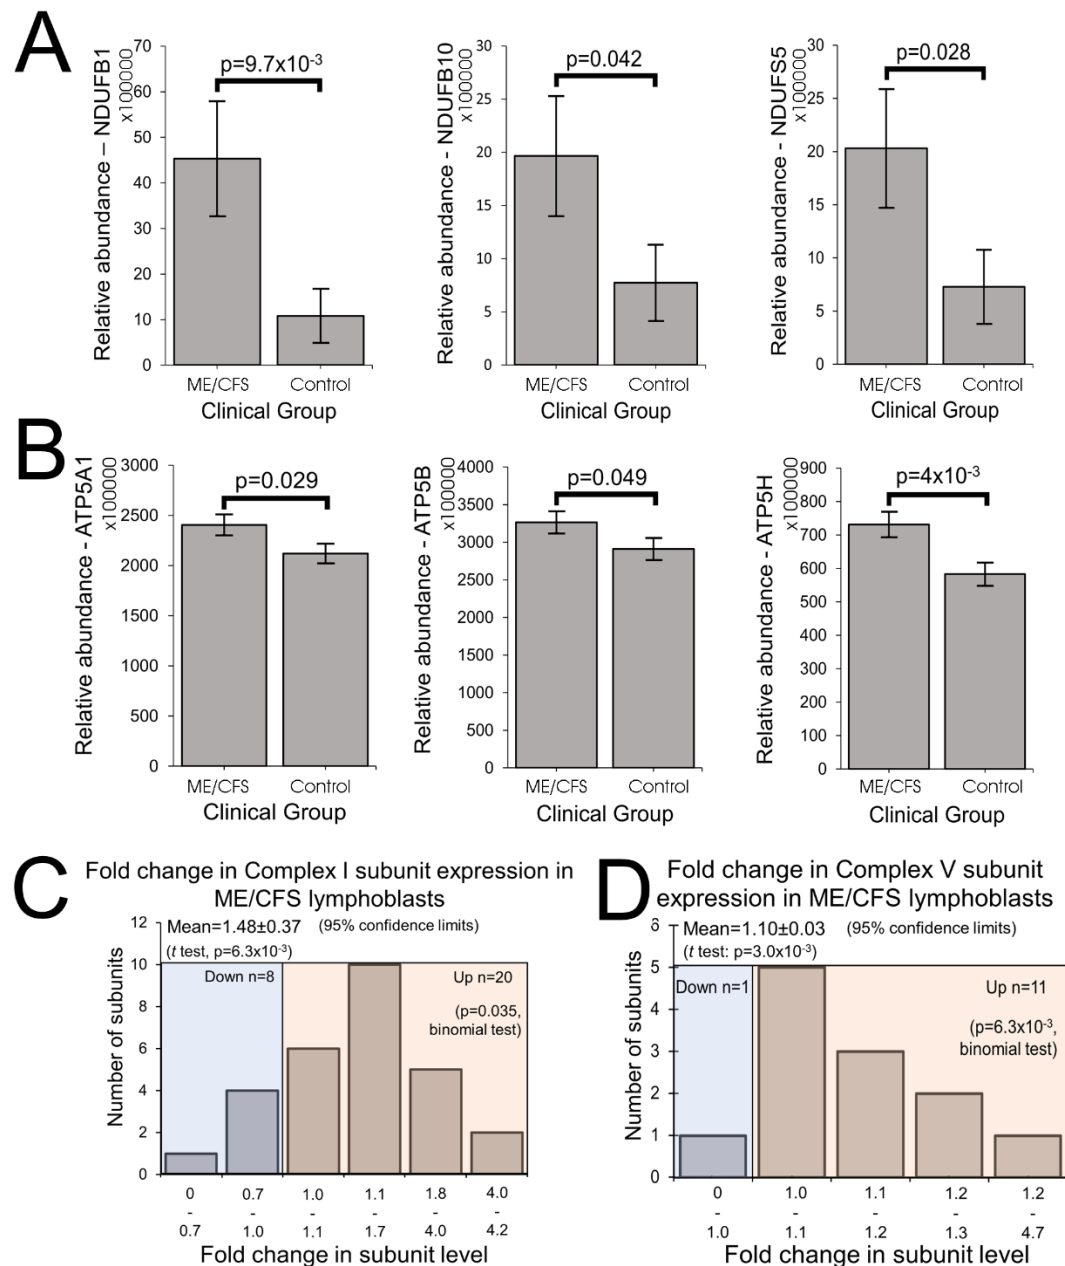 A
Relative abundance – NDUFB1
x100000
70
60
50
40
30
20
10
0
p=9.7x10-3
ME/CFS Control
Clinical Group
Relative abundance - NDUFB10
x100000
30
25
20
15
10
5
0
p=0.042
ME/CFS Control
Clinical Group
Relative abundance - NDUFS5
x100000
30
25
20
15
10
5
0
p=0.028
ME/CFS Control
Clinical Group
B
Relative abundance - ATP5A1
x100000
3000
2500
2000
1500
1000
500
0
p=0.029
ME/CFS Control
Clinical Group
Relative abundance - ATP5B
x100000
4000
3500
3000
2500
2000
1500
1000
500
0
p=0.049
ME/CFS Control
Clinical Group
Relative abundance - ATP5H
x100000
900
800
700
600
500
400
300
200
100
0
p=4x10-3
ME/CFS Control
Clinical Group
C
Fold change in Complex I subunit expression in
ME/CFS lymphoblasts
Mean=1.48±0.37 (95% confidence limits)
(t test, p=6.3x10-3)
Down n=8
Up n=20
(p=0.035,
binomial test)
Number of subunits
12
10
8
6
4
2
0
0 0.7 1.0 1.1 1.8 4.0
- - - - - -
0.7 1.0 1.1 1.7 4.0 4.2
Fold change in subunit level
D
Fold change in Complex V subunit
expression in ME/CFS lymphoblasts
Mean=1.10±0.03 (95% confidence limits)
(t test: p=3.0x10-3)
Down n=1
Up n=11
(p=6.3x10-3,
binomial test)
Number of subunits
6
5
4
3
2
1
0
0 1.0 1.1 1.2 1.2
- - - - -
1.0 1.1 1.2 1.3 4.7
Fold change in subunit level